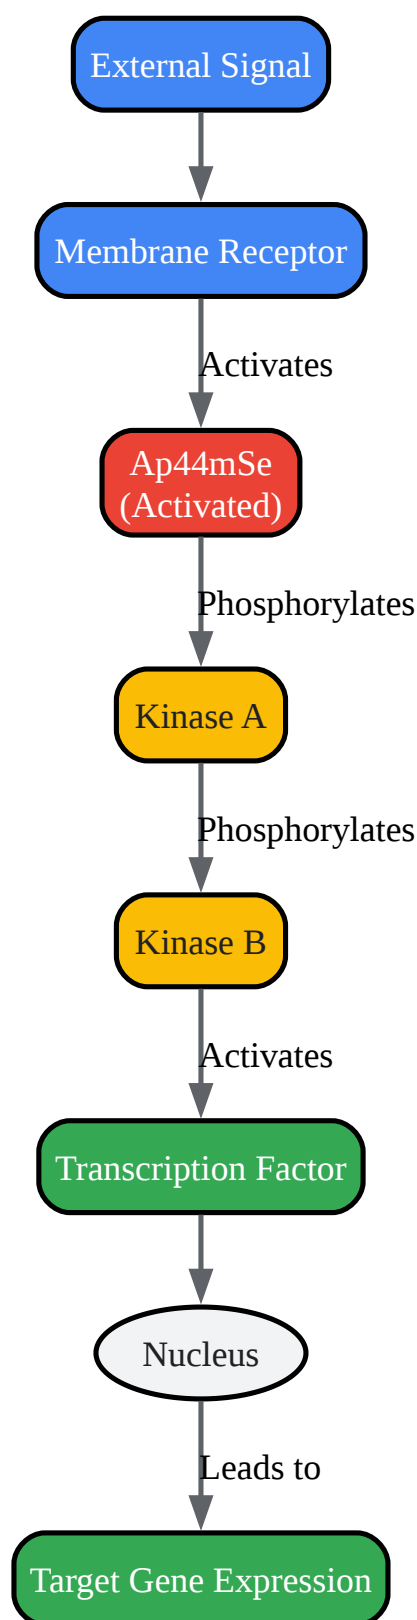 External Signal
Membrane Receptor
Activates
Ap44mSe
(Activated)
Phosphorylates
Kinase A
Phosphorylates
Kinase B
Activates
Transcription Factor
Nucleus
Leads to
Target Gene Expression